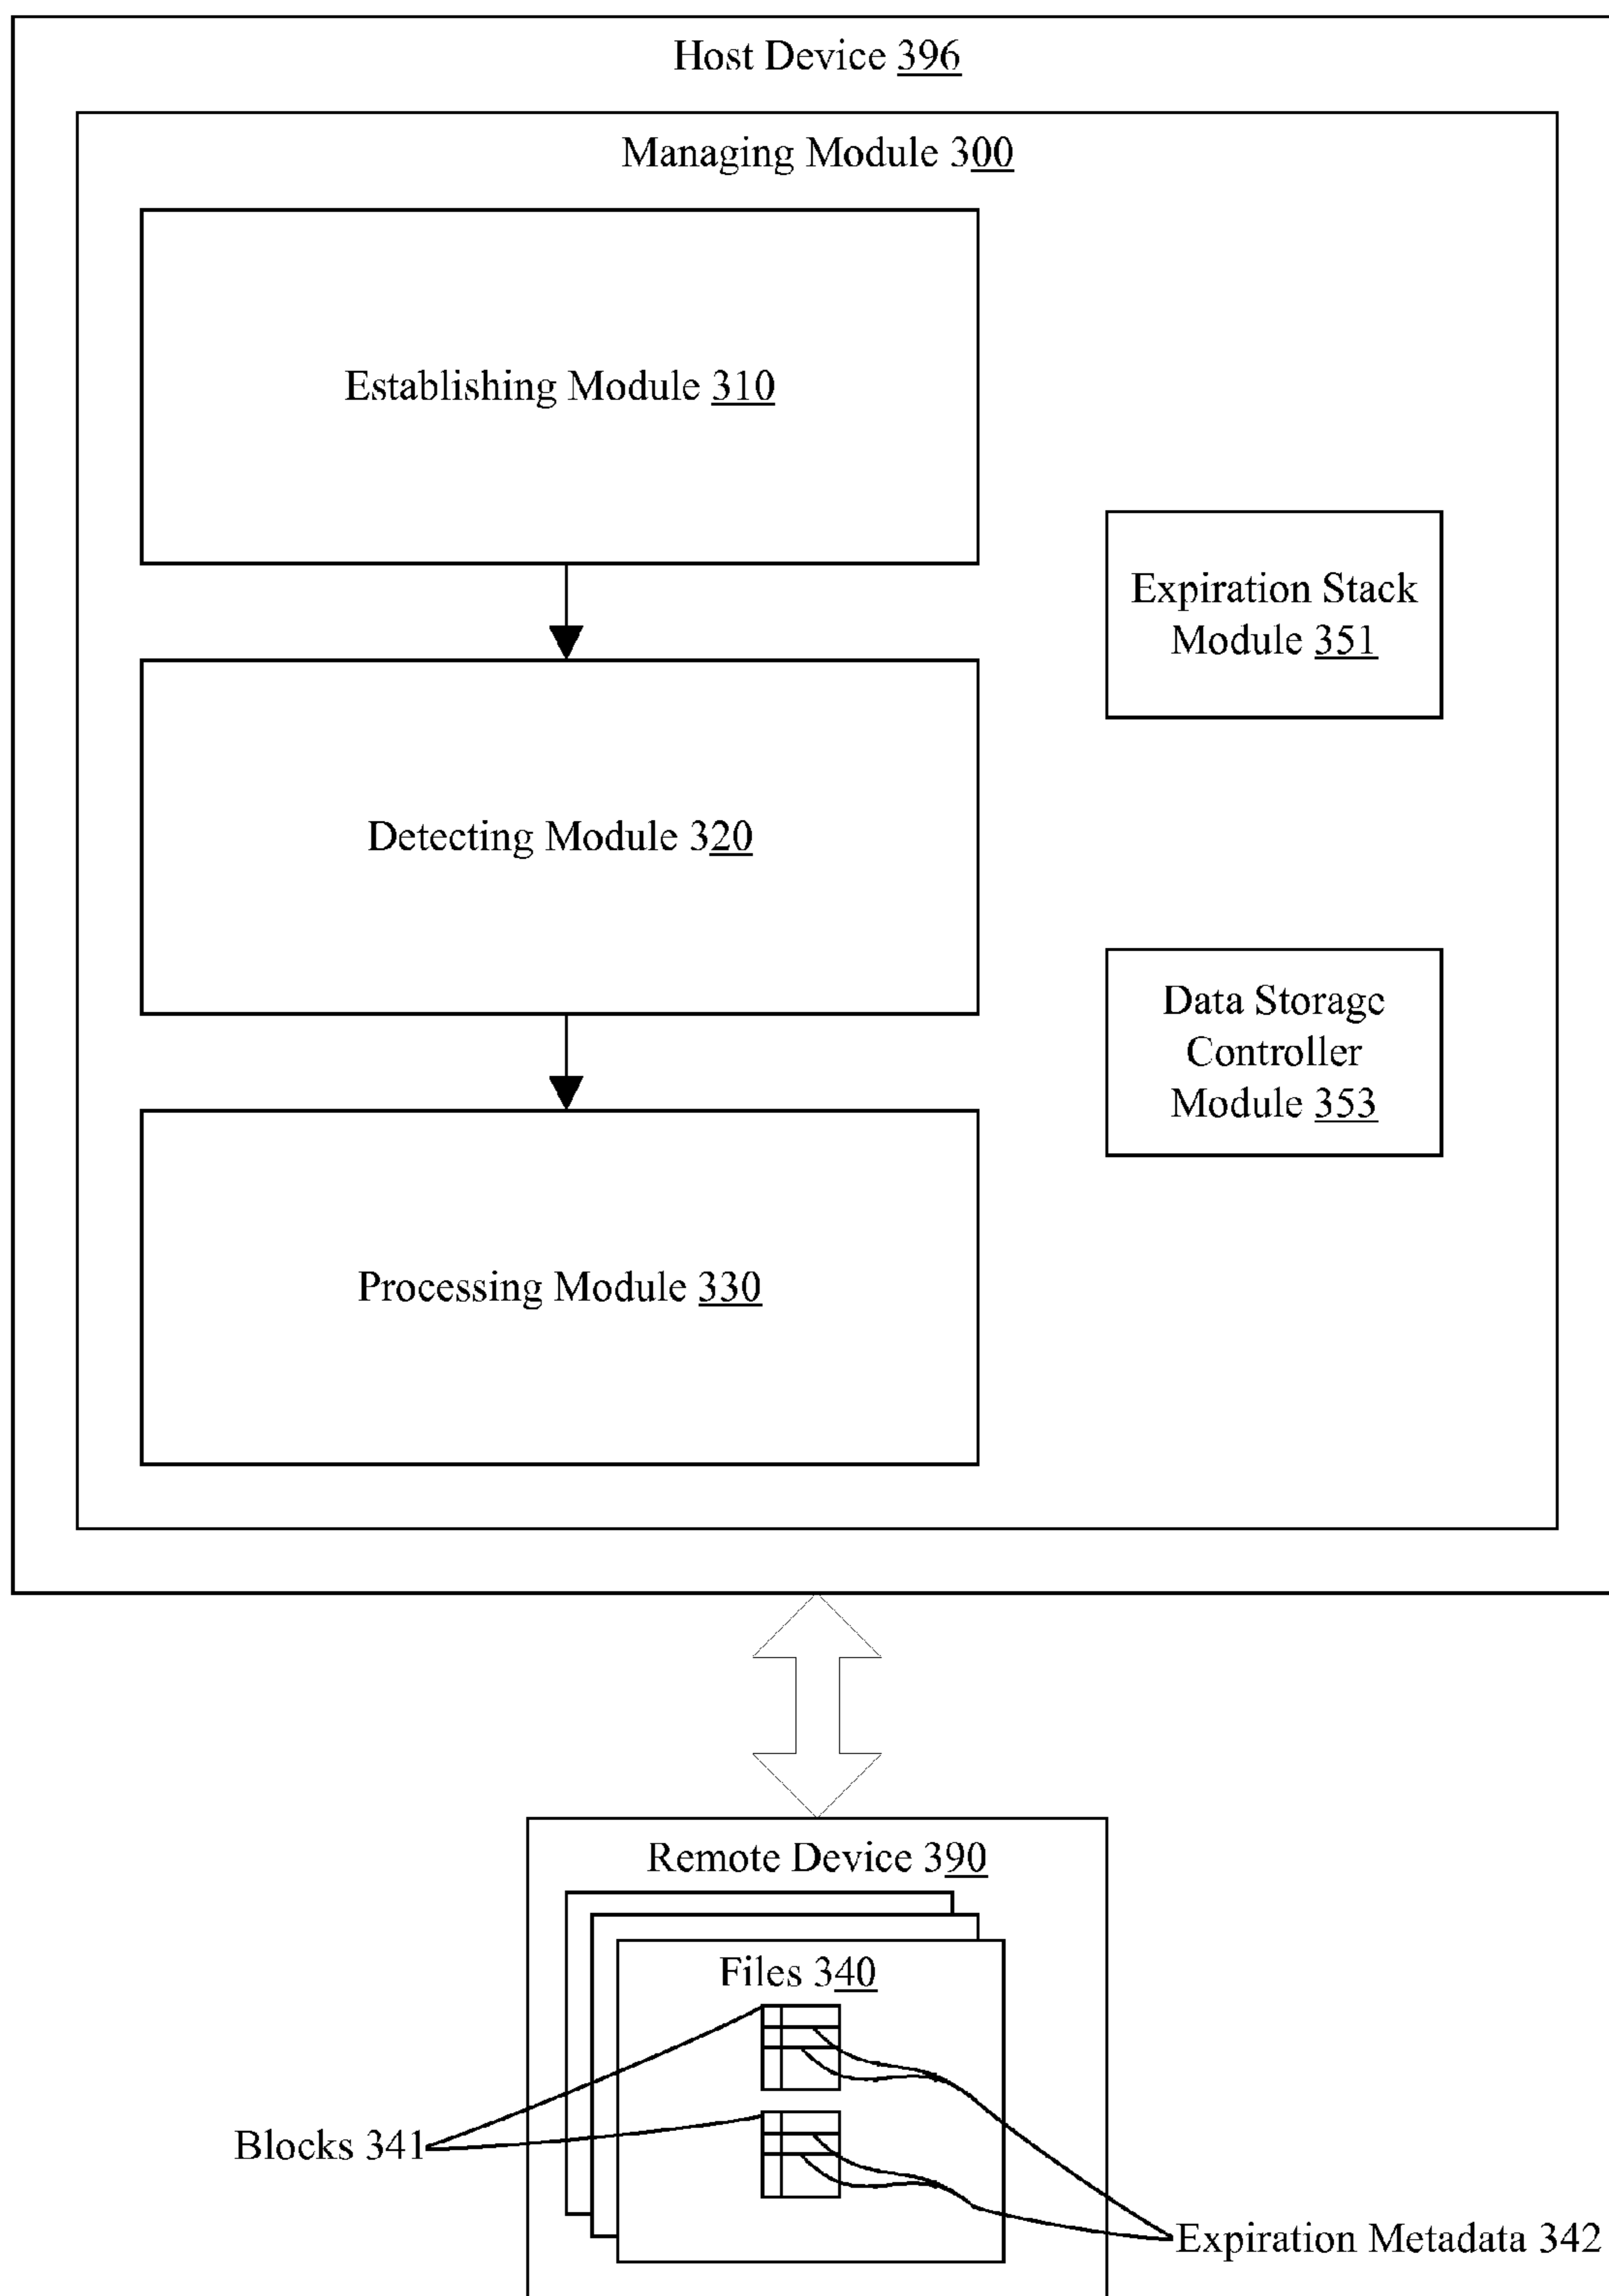 Host Device 396
Managing Module 300
Establishing Module 310
Expiration Stack
Module 351
Detecting Module 320
Data Storage
Controller
Module 353
Processing Module 330
Remote Device 390
Files 340
Blocks 341
Expiration Metadata 342